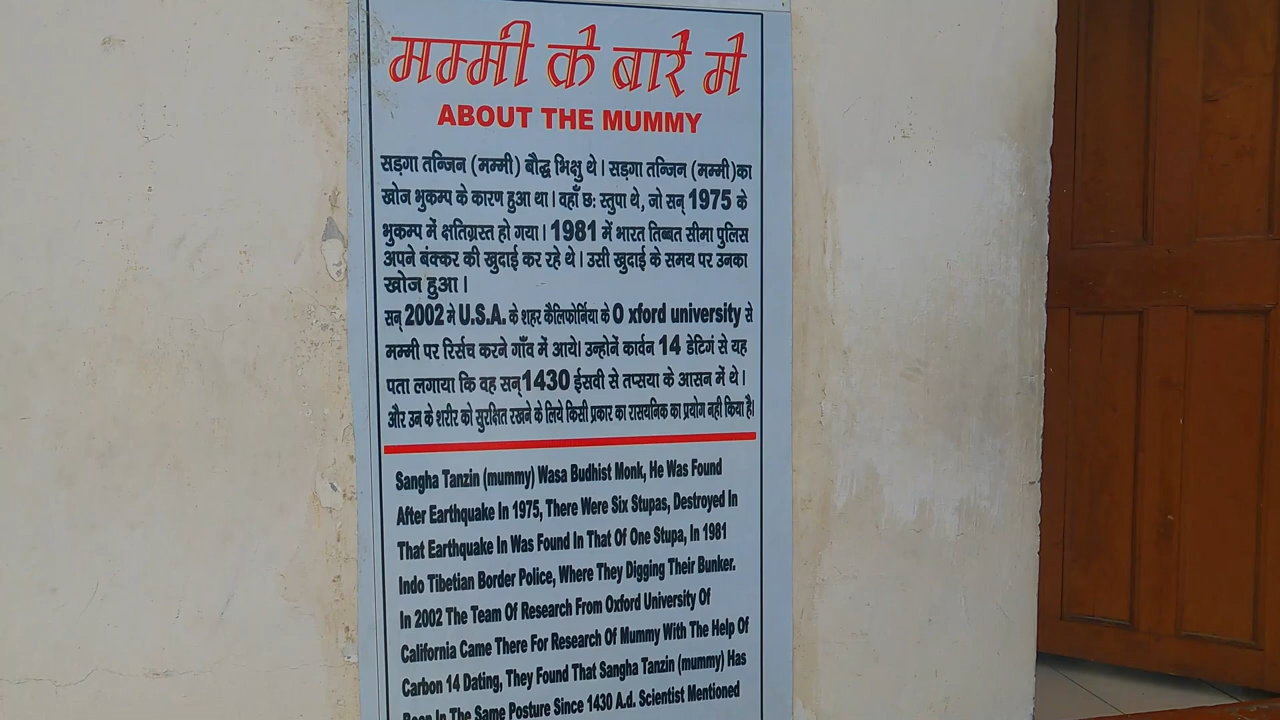 मम्मी के बारे मे
ABOUT THE MUMMY
सड़गा तन्जिन (मम्मी) बौद्ध भिक्षु थे। सड़गा तन्जिन (मम्मी)का
खोज भुकम्प के कारण हुआ था। वहाँ छः स्तुपा थे, जो सन् 1975 के
भुकम्प में क्षतिग्रस्त हो गया। 1981 में भारत तिब्बत सीमा पुलिस
अपने बंक्कर की खुदाई कर रहे थे। उसी खुदाई के समय पर उनका
खोज हुआ।
सन् 2002 मे U.S.A. के शहर कैलिफोर्निया के O xford university से
मम्मी पर रिर्सच करने गाँव में आये। उन्होनें कार्वन 14 डेटिगं से यह
पता लगाया कि वह सन् 1430 ईसवी से तप्सया के आसन में थे।
और उन के शरीर को सुरक्षित रखने के लिये किसी प्रकार का रासयनिक का प्रयोग नही किया है।
Sangha Tanzin (mummy) Wasa Budhist Monk, He Was Found
After Earthquake In 1975, There Were Six Stupas, Destroyed In
That Earthquake In Was Found In That Of One Stupa, In 1981
Indo Tibetian Border Police, Where They Digging Their Bunker.
In 2002 The Team Of Research From Oxford University Of
California Came There For Research Of Mummy With The Help Of
Carbon 14 Dating, They Found That Sangha Tanzin (mummy) Has
Been In The Same Posture Since 1430 A.d. Scientist Mentioned